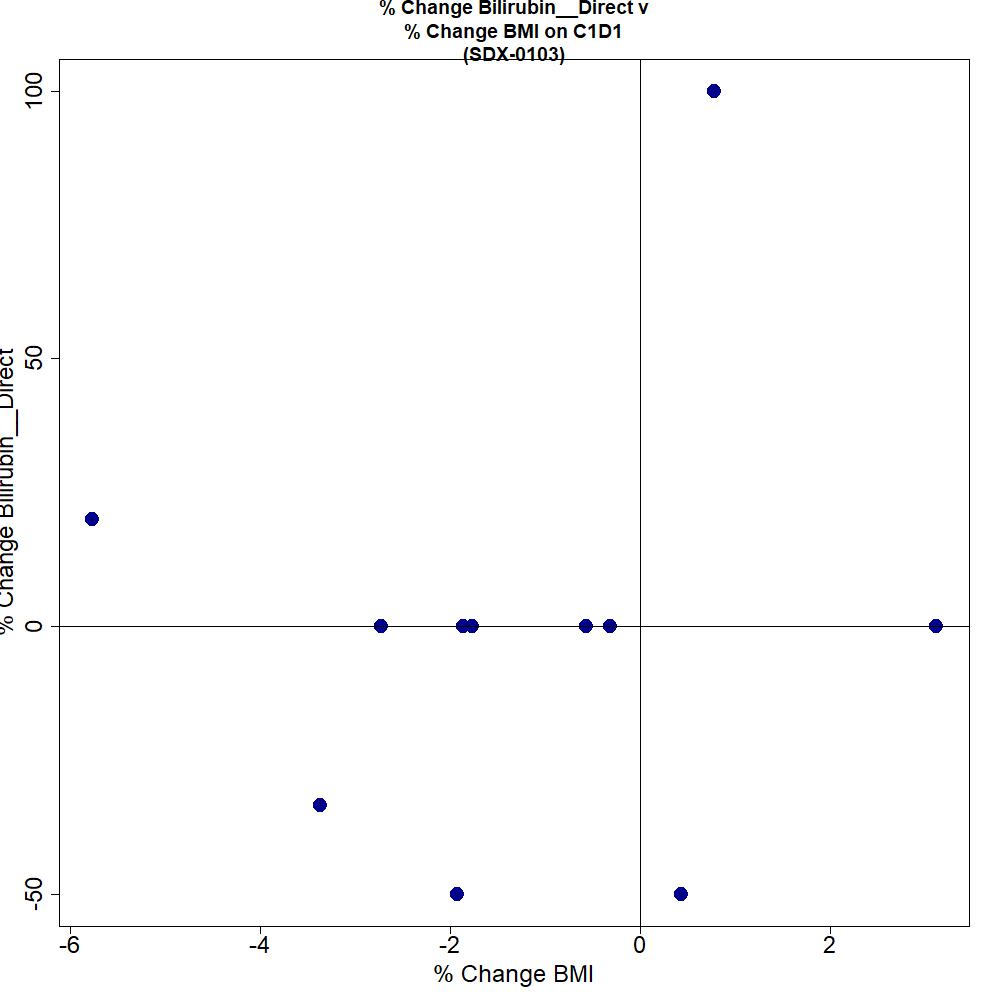 % Change Bilirubin__Direct v
% Change BMI on C1D1
(SDX-0103)
% Change Bilirubin__Direct
100
50
0
-50
-6
-4
-2
0
2
% Change BMI